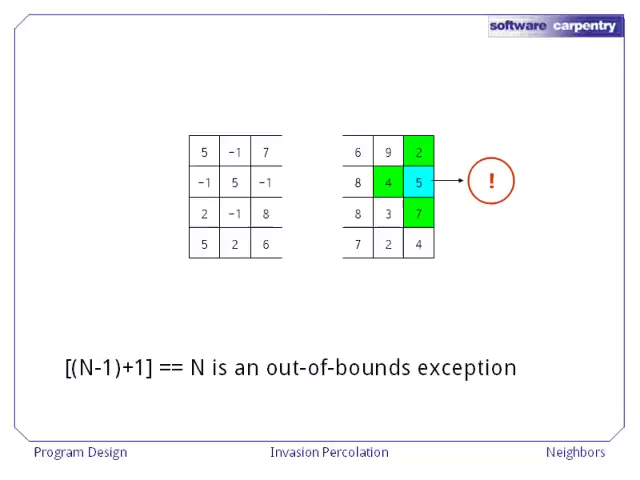 software carpentry
5 -1 7 6 9 2
-1 5 -1 8 4 5 !
2 -1 8 8 3 7
5 2 6 7 2 4
[(N-1)+1] == N is an out-of-bounds exception
Program Design Invasion Percolation Neighbors